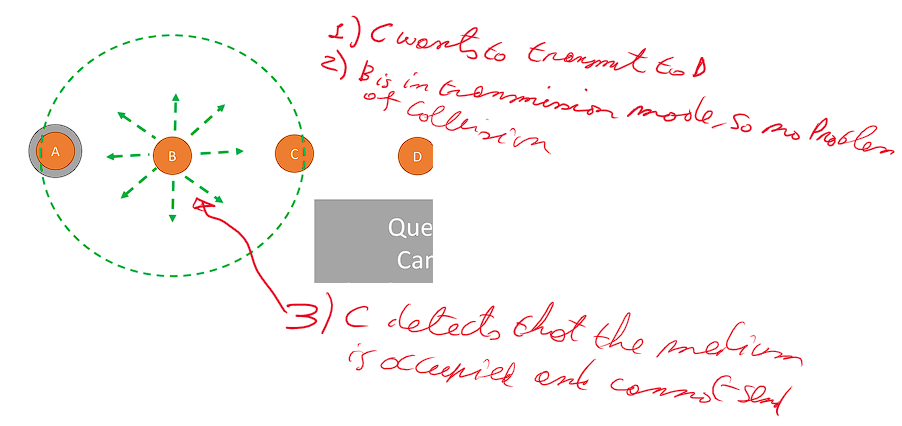 1) C wants to transmit to D
2) B is in transmission mode, so no Problem
of Collision
A
B
C
D
Que
Car
3) C detects that the medium
is occupied and cannot send